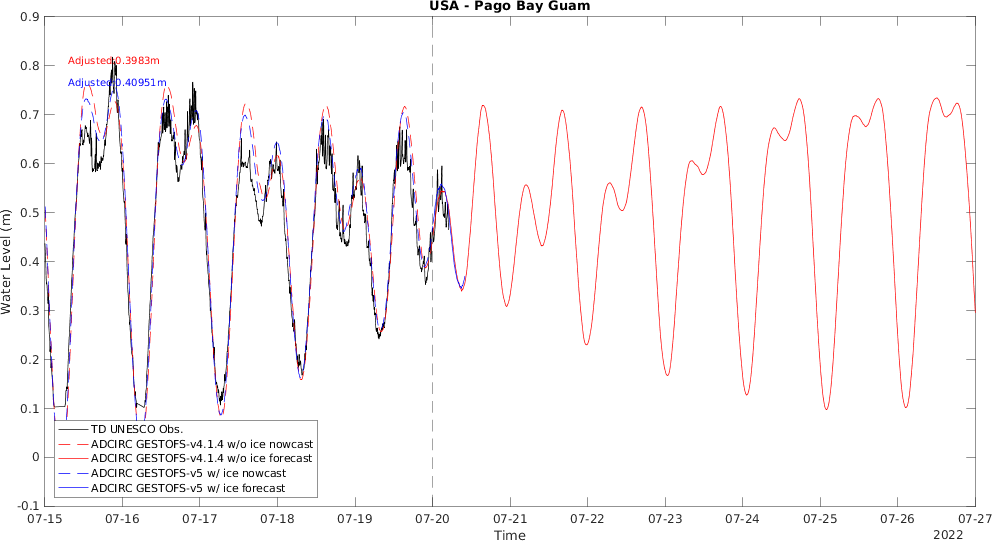 USA - Pago Bay Guam
0.9
0.8
0.7
0.6
0.5
0.4
0.3
0.2
0.1
0
-0.1
Water Level (m)
Adjusted 0.3983m
Adjusted 0.40951m
TD UNESCO Obs.
ADCIRC GESTOFS-v4.1.4 w/o ice nowcast
ADCIRC GESTOFS-v4.1.4 w/o ice forecast
ADCIRC GESTOFS-v5 w/ ice nowcast
ADCIRC GESTOFS-v5 w/ ice forecast
07-15 07-16 07-17 07-18 07-19 07-20 07-21 07-22 07-23 07-24 07-25 07-26 07-27
Time
2022